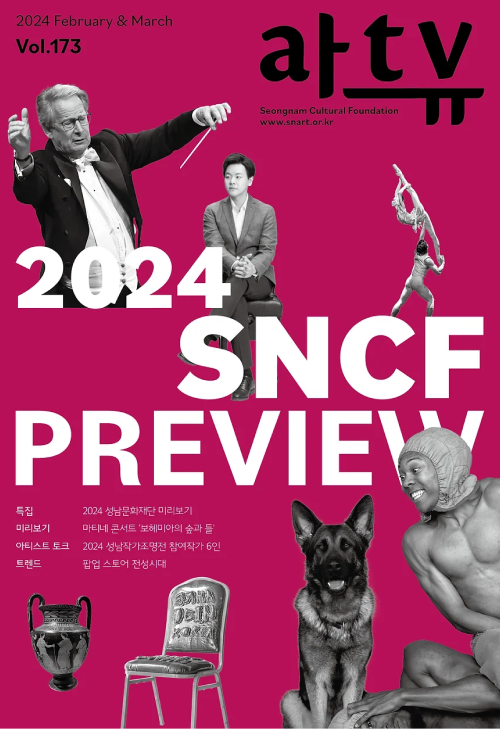 2024 February & March
Vol.173
아트뷰
Seongnam Cultural Foundation
www.snart.or.kr
2024
SNCF
PREVIEW
특집 2024 성남문화재단 미리보기
미리보기 마티네 콘서트 '보헤미아의 숲과 들'
아티스트 토크 2024 성남작가조명전 참여작가 6인
트렌드 팝업 스토어 전성시대